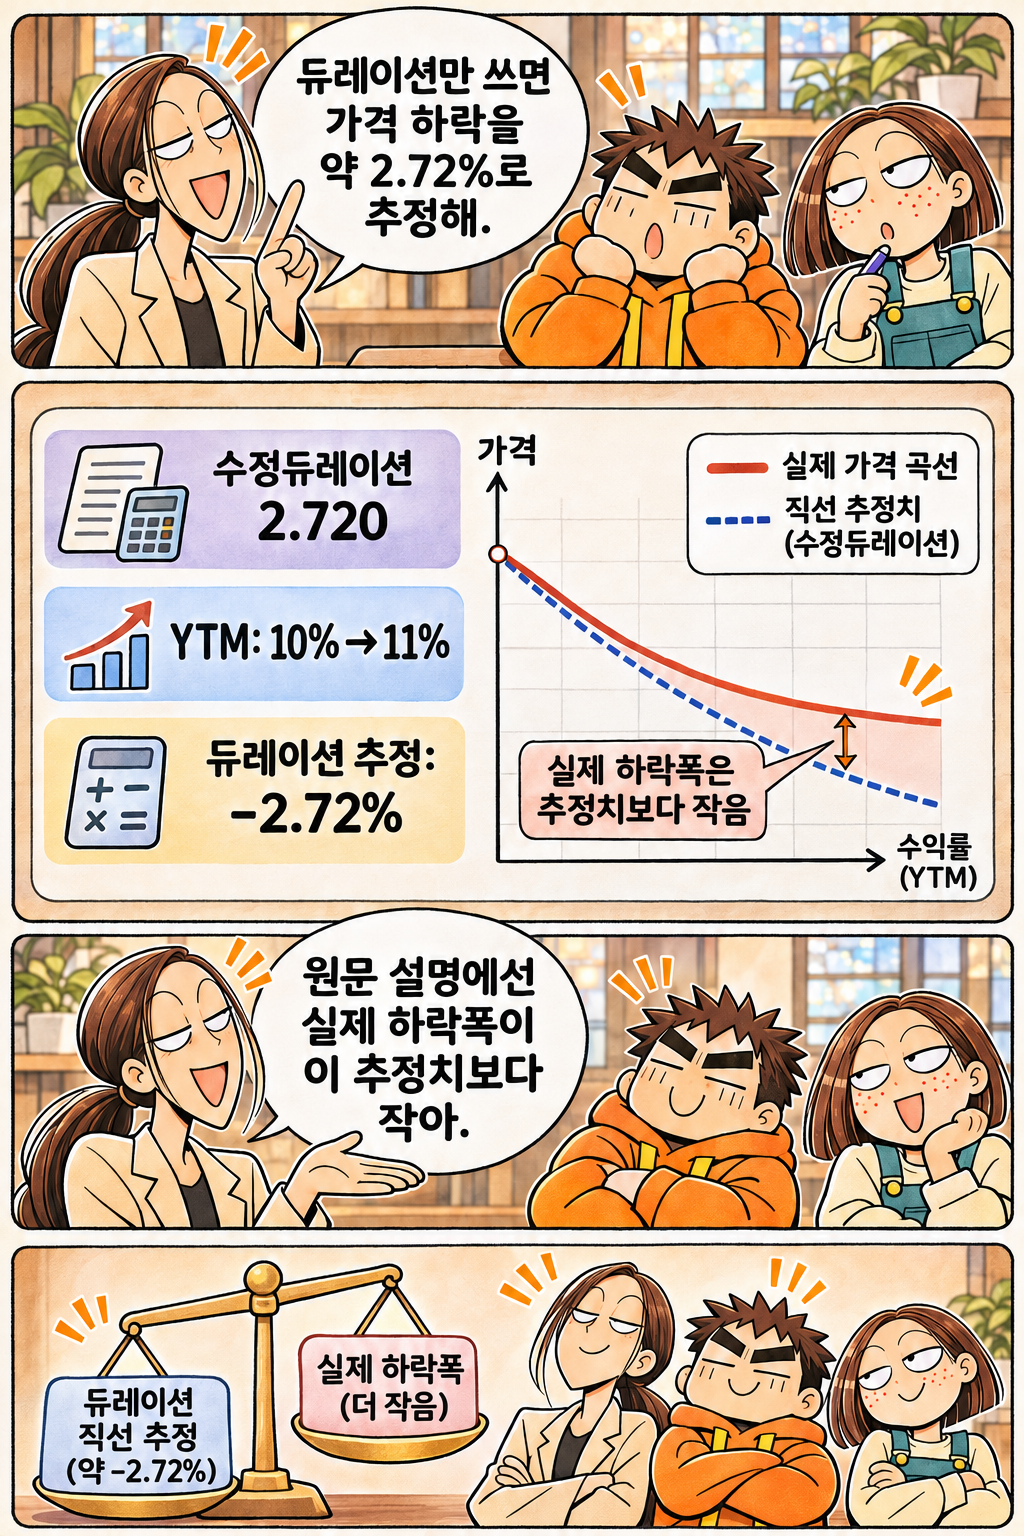 듀레이션만 쓰면
가격 하락을
약 2.72%로
추정해.
수정듀레이션
2.720
YTM: 10%→11%
듀레이션 추정:
-2.72%
가격
실제 가격 곡선
직선 추정치
(수정듀레이션)
실제 하락폭은
추정치보다 작음
수익률
(YTM)
원문 설명에선
실제 하락폭이
이 추정치보다
작아.
듀레이션
직선 추정
(약 -2.72%)
실제 하락폭
(더 작음)